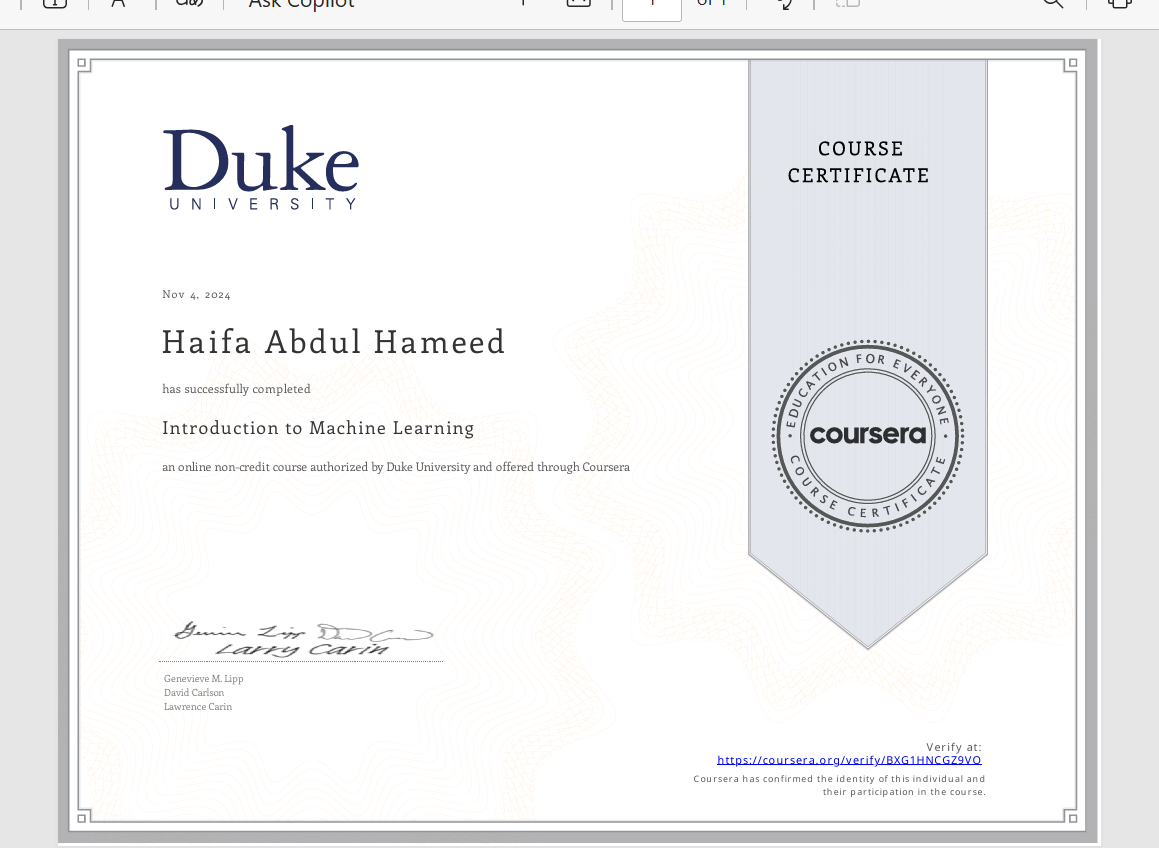 Ask Copilot
of 1
Duke
UNIVERSITY
COURSE
CERTIFICATE
Nov 4, 2024
Haifa Abdul Hameed
has successfully completed
Introduction to Machine Learning
an online non-credit course authorized by Duke University and offered through Coursera
EDUCATION FOR EVERYONE
coursera
COURSE CERTIFICATE
Larry Carin
Genevieve M. Lipp
David Carlson
Lawrence Carin
Verify at:
https://coursera.org/verify/BXG1HNCGZ9VO
Coursera has confirmed the identity of this individual and
their participation in the course.